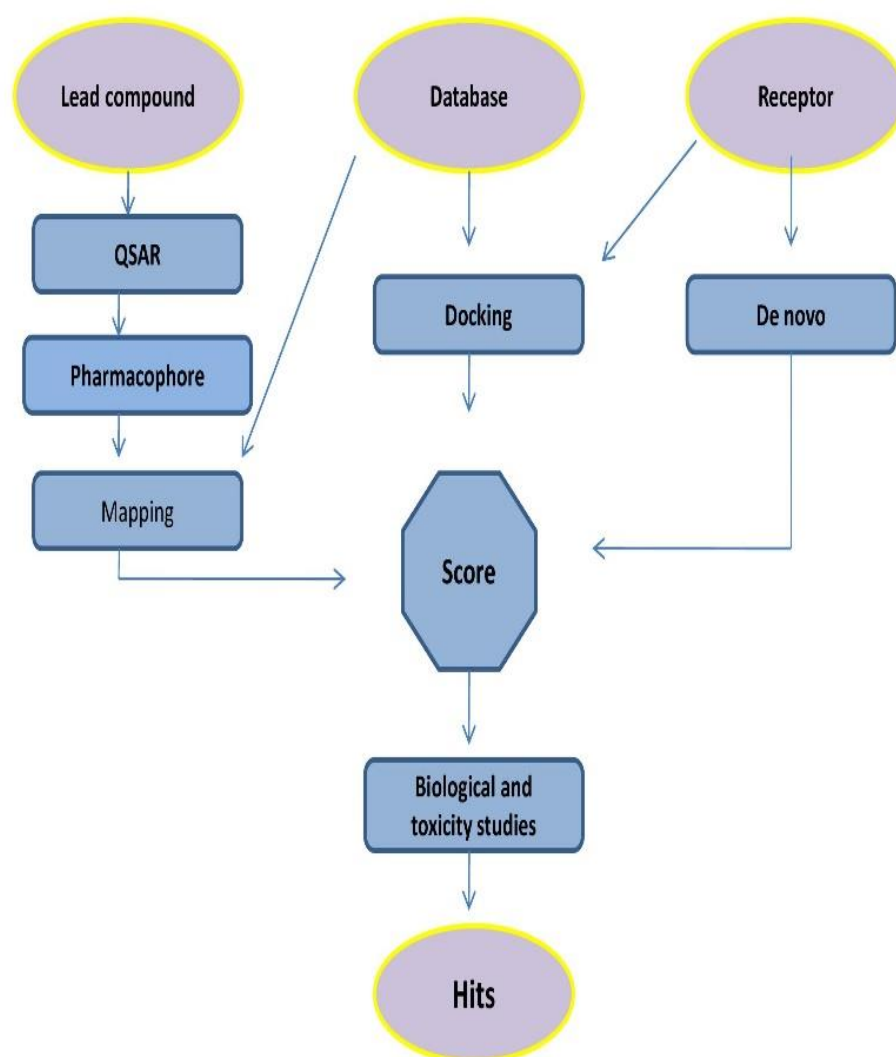 Lead compound
Database
Receptor
QSAR
Docking
De novo
Pharmacophore
Mapping
Score
Biological and
toxicity studies
Hits